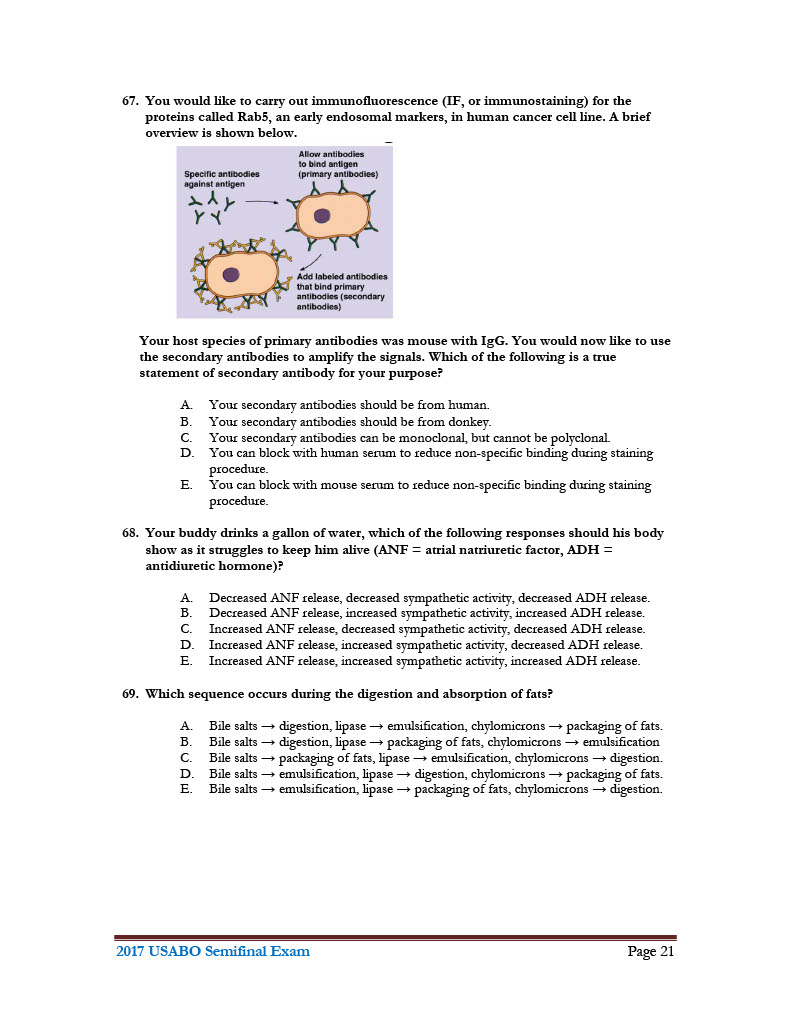 67. You would like to carry out immunofluorescence (IF, or immunostaining) for the
proteins called Rab5, an early endosomal markers, in human cancer cell line. A brief
overview is shown below.
Allow antibodies
to bind antigen
(primary antibodies)
Specific antibodies
against antigen
Add labeled antibodies
that bind primary
antibodies (secondary
antibodies)
Your host species of primary antibodies was mouse with IgG. You would now like to use
the secondary antibodies to amplify the signals. Which of the following is a true
statement of secondary antibody for your purpose?
A. Your secondary antibodies should be from human.
B. Your secondary antibodies should be from donkey.
C. Your secondary antibodies can be monoclonal, but cannot be polyclonal.
D. You can block with human serum to reduce non-specific binding during staining
procedure.
E. You can block with mouse serum to reduce non-specific binding during staining
procedure.
68. Your buddy drinks a gallon of water, which of the following responses should his body
show as it struggles to keep him alive (ANF = atrial natriuretic factor, ADH =
antidiuretic hormone)?
A. Decreased ANF release, decreased sympathetic activity, decreased ADH release.
B. Decreased ANF release, increased sympathetic activity, increased ADH release.
C. Increased ANF release, decreased sympathetic activity, decreased ADH release.
D. Increased ANF release, increased sympathetic activity, decreased ADH release.
E. Increased ANF release, increased sympathetic activity, increased ADH release.
69. Which sequence occurs during the digestion and absorption of fats?
A. Bile salts → digestion, lipase → emulsification, chylomicrons → packaging of fats.
B. Bile salts → digestion, lipase → packaging of fats, chylomicrons → emulsification
C. Bile salts → packaging of fats, lipase → emulsification, chylomicrons → digestion.
D. Bile salts → emulsification, lipase → digestion, chylomicrons → packaging of fats.
E. Bile salts → emulsification, lipase → packaging of fats, chylomicrons → digestion.
2017 USABO Semifinal Exam Page 21